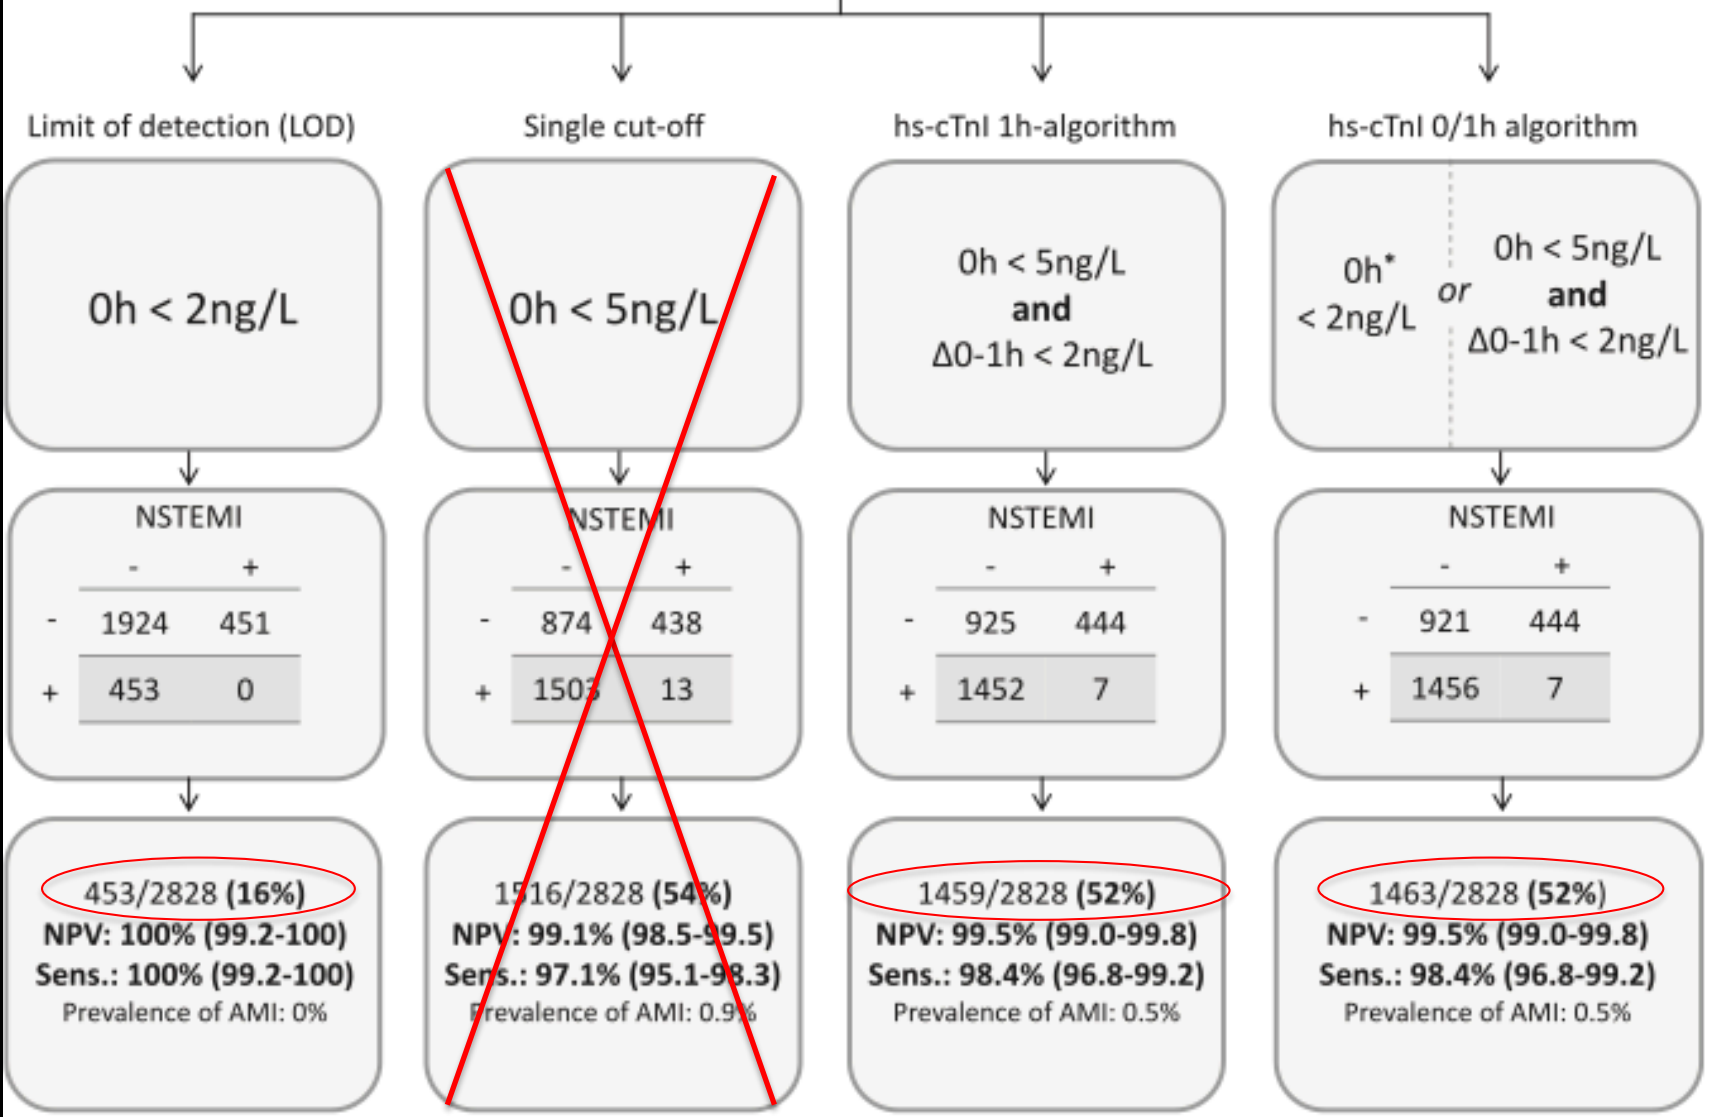 Limit of detection (LOD)
0h < 2ng/L
NSTEMI
- +
- 1924 451
+ 453 0
453/2828 (16%)
NPV: 100% (99.2-100)
Sens.: 100% (99.2-100)
Prevalence of AMI: 0%
Single cut-off
0h < 5ng/L
NSTEMI
- +
- 874 438
+ 1503 13
1516/2828 (54%)
NPV: 99.1% (98.5-99.5)
Sens.: 97.1% (95.1-98.3)
Prevalence of AMI: 0.9%
hs-cTnI 1h-algorithm
0h < 5ng/L
and
Δ0-1h < 2ng/L
NSTEMI
- +
- 925 444
+ 1452 7
1459/2828 (52%)
NPV: 99.5% (99.0-99.8)
Sens.: 98.4% (96.8-99.2)
Prevalence of AMI: 0.5%
hs-cTnI 0/1h algorithm
0h*
< 2ng/L
or
0h < 5ng/L
and
Δ0-1h < 2ng/L
NSTEMI
- +
- 921 444
+ 1456 7
1463/2828 (52%)
NPV: 99.5% (99.0-99.8)
Sens.: 98.4% (96.8-99.2)
Prevalence of AMI: 0.5%